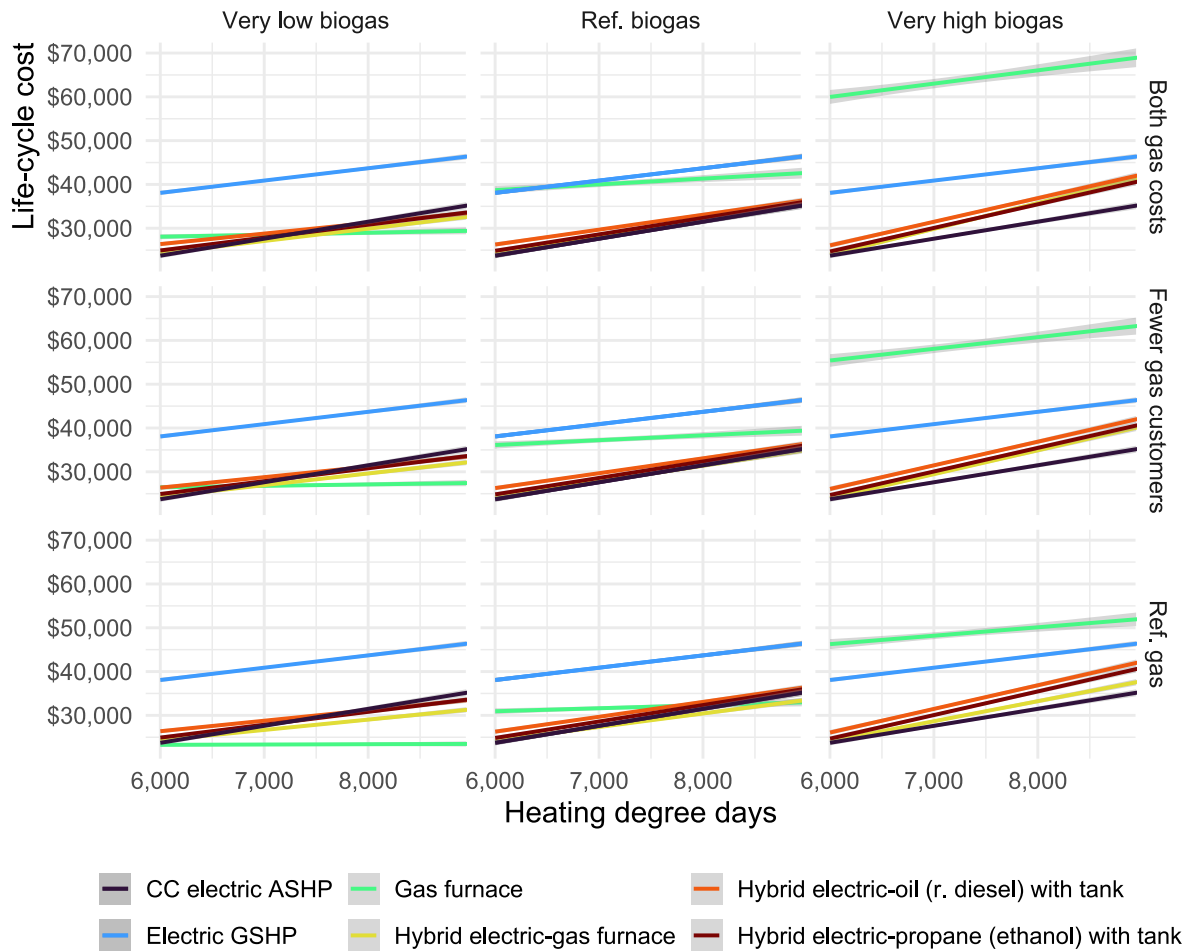 Very low biogas
Ref. biogas
Very high biogas
Life-cycle cost
$70,000
$60,000
$50,000
$40,000
$30,000
Both gas costs
$70,000
$60,000
$50,000
$40,000
$30,000
Fewer gas customers
$70,000
$60,000
$50,000
$40,000
$30,000
Ref. gas
6,000
7,000
8,000
6,000
7,000
8,000
6,000
7,000
8,000
Heating degree days
CC electric ASHP
Gas furnace
Hybrid electric-oil (r. diesel) with tank
Electric GSHP
Hybrid electric-gas furnace
Hybrid electric-propane (ethanol) with tank